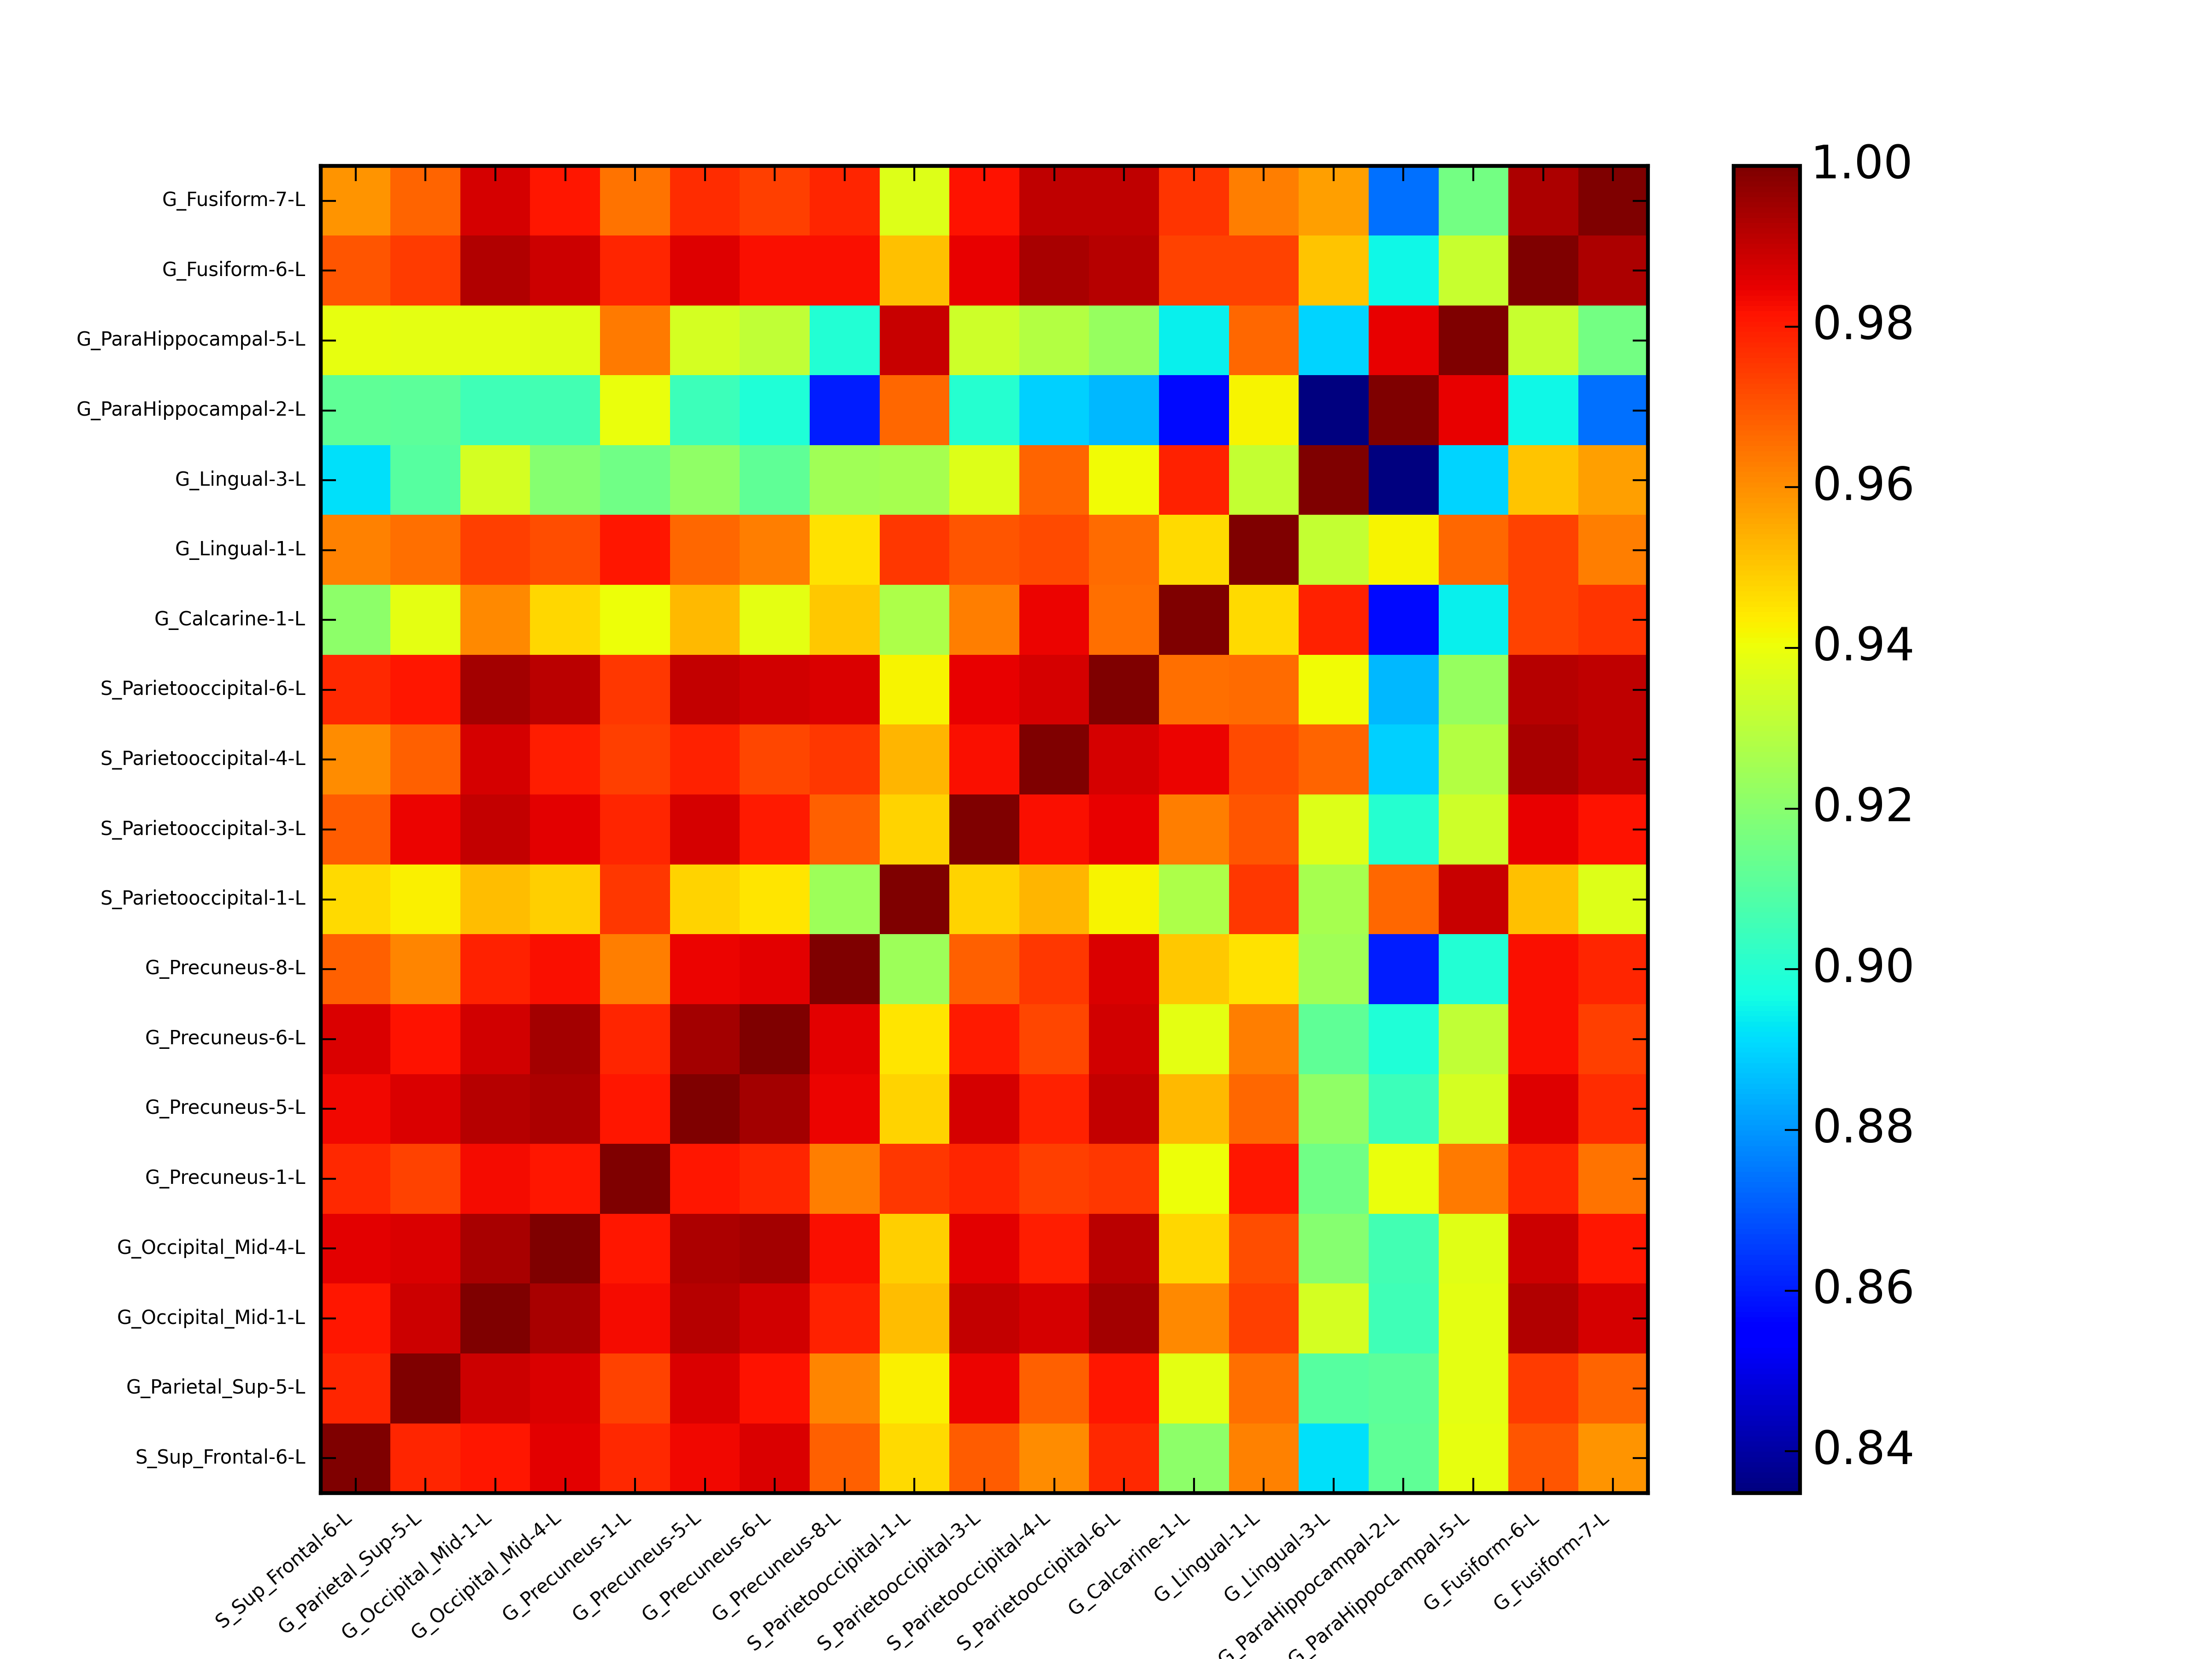 G_Fusiform-7-L
G_Fusiform-6-L
G_ParaHippocampal-5-L
G_ParaHippocampal-2-L
G_Lingual-3-L
G_Lingual-1-L
G_Calcarine-1-L
S_Parietooccipital-6-L
S_Parietooccipital-4-L
S_Parietooccipital-3-L
S_Parietooccipital-1-L
G_Precuneus-8-L
G_Precuneus-6-L
G_Precuneus-5-L
G_Precuneus-1-L
G_Occipital_Mid-4-L
G_Occipital_Mid-1-L
G_Parietal_Sup-5-L
S_Sup_Frontal-6-L
S_Sup_Frontal-6-L
G_Parietal_Sup-5-L
G_Occipital_Mid-1-L
G_Occipital_Mid-4-L
G_Precuneus-1-L
G_Precuneus-5-L
G_Precuneus-6-L
G_Precuneus-8-L
S_Parietooccipital-1-L
S_Parietooccipital-3-L
S_Parietooccipital-4-L
S_Parietooccipital-6-L
G_Calcarine-1-L
G_Lingual-1-L
G_Lingual-3-L
G_ParaHippocampal-2-L
G_ParaHippocampal-5-L
G_Fusiform-6-L
G_Fusiform-7-L
1.00
0.98
0.96
0.94
0.92
0.90
0.88
0.86
0.84